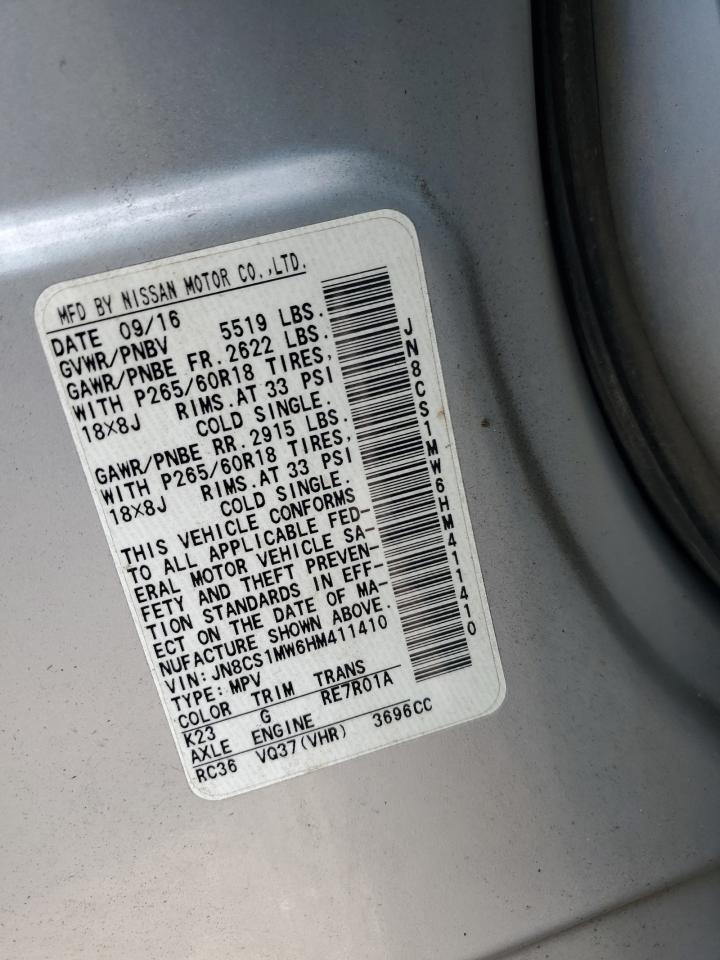 MFD BY NISSAN MOTOR CO.,LTD.
DATE 09/16
GVWR/PNBV 5519 LBS.
GAWR/PNBE FR.2622 LBS.
WITH P265/60R18 TIRES,
18X8J RIMS.AT 33 PSI
COLD SINGLE.
GAWR/PNBE RR.2915 LBS.
WITH P265/60R18 TIRES,
18X8J RIMS.AT 33 PSI
COLD SINGLE.
THIS VEHICLE CONFORMS
TO ALL APPLICABLE FED-
ERAL MOTOR VEHICLE SA-
FETY AND THEFT PREVEN-
TION STANDARDS IN EFF-
ECT ON THE DATE OF MA-
NUFACTURE SHOWN ABOVE.
VIN:JN8CS1MW6HM411410
TYPE:MPV
COLOR TRIM TRANS
K23 G RE7R01A
AXLE ENGINE
RC36 VQ37(VHR) 3696CC
JN8CS1MW6HM411410